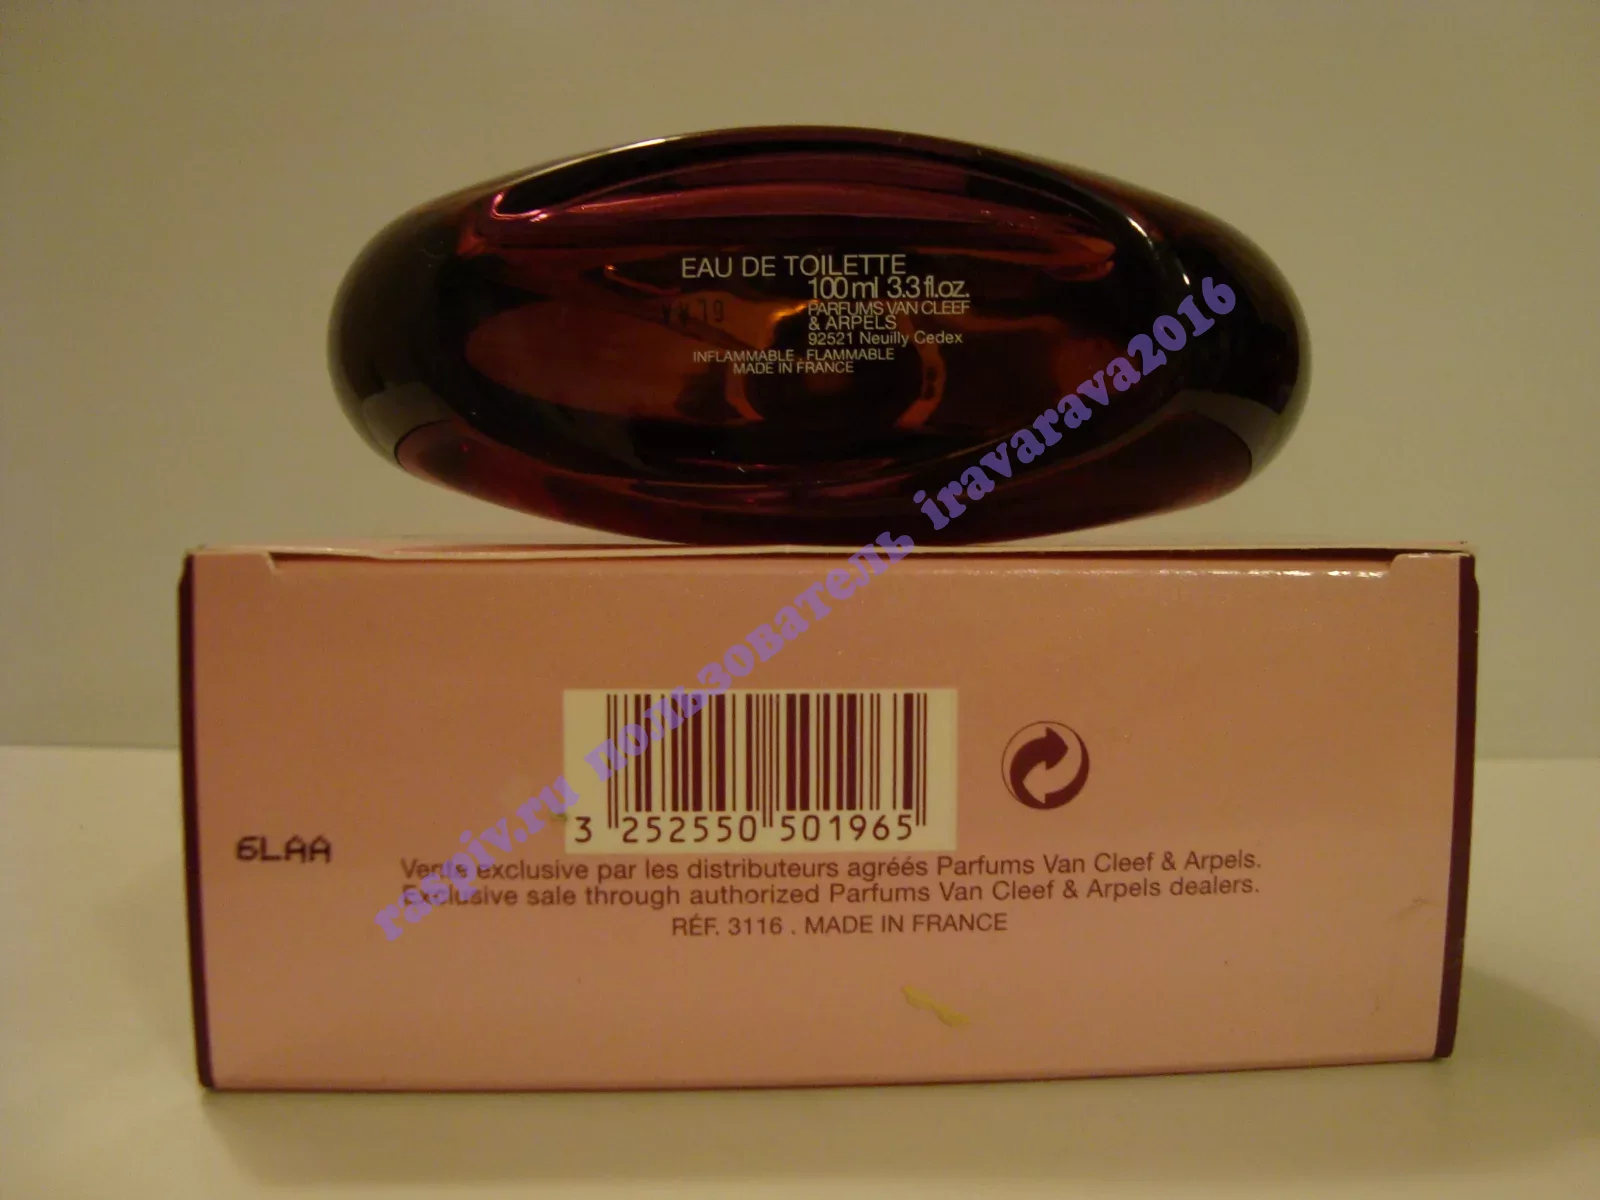 EAU DE TOILETTE
100 ml 3.3 fl.oz.
PARFUMS VAN CLEEF
& ARPELS
92521 Neuilly Cedex
INFLAMMABLE . FLAMMABLE
MADE IN FRANCE
3 252550 501965
6LAA
Vente exclusive par les distributeurs agréés Parfums Van Cleef & Arpels.
Exclusive sale through authorized Parfums Van Cleef & Arpels dealers.
RÉF. 3116 . MADE IN FRANCE
raspiv.ru пользователь iravarava2016